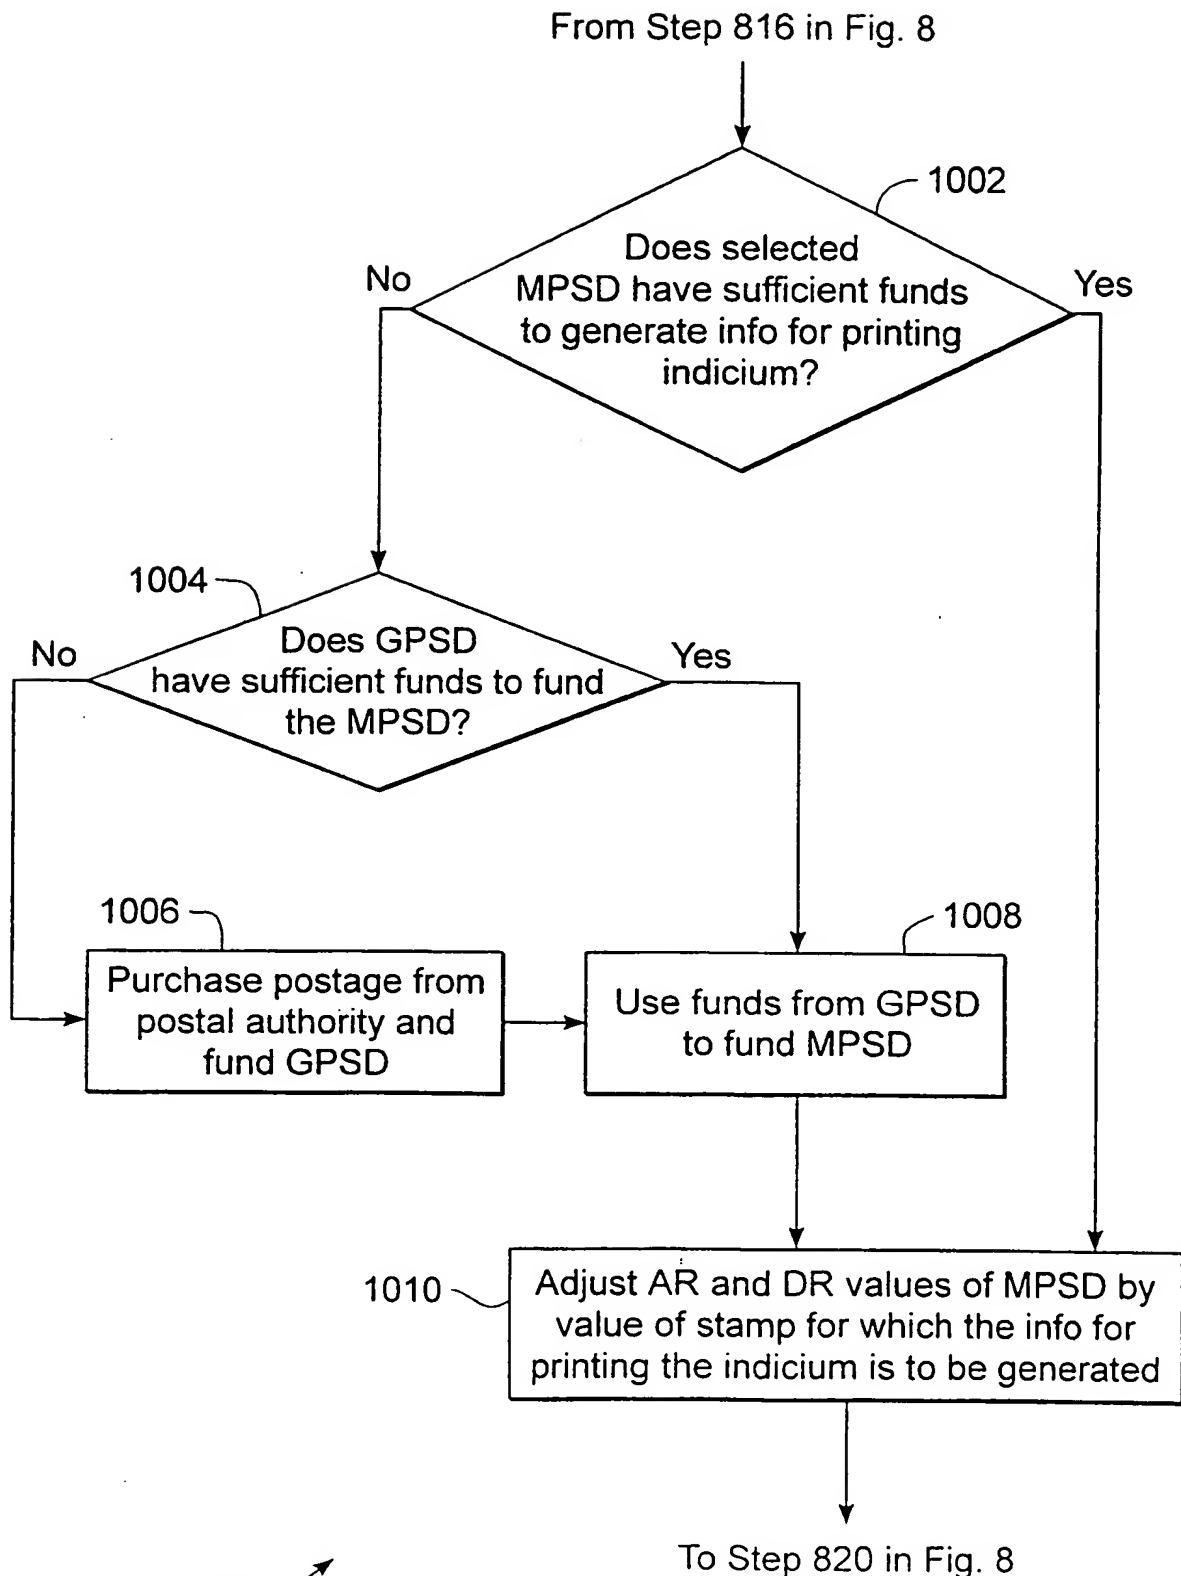 From Step 816 in Fig. 8
1002
Does selected
MPSD have sufficient funds
to generate info for printing
indicium?
No
Yes
1004
Does GPSD
have sufficient funds to fund
the MPSD?
No
Yes
1006
Purchase postage from
postal authority and
fund GPSD
1008
Use funds from GPSD
to fund MPSD
1010
Adjust AR and DR values of MPSD by
value of stamp for which the info for
printing the indicium is to be generated
To Step 820 in Fig. 8